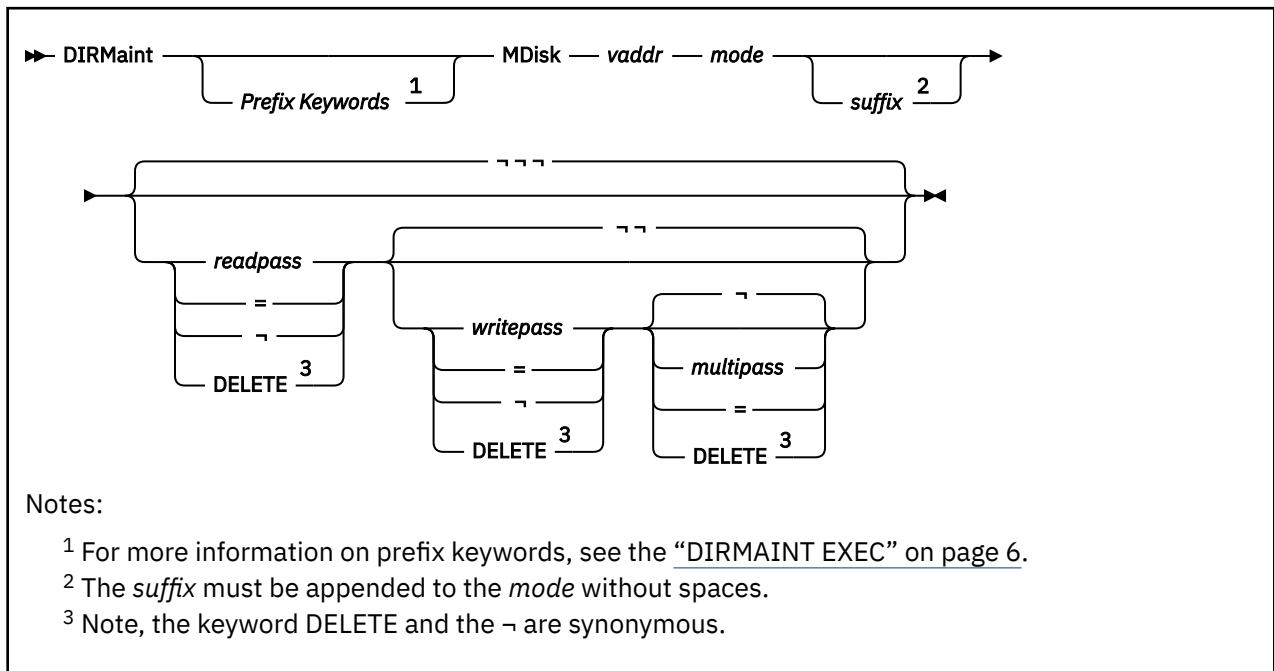 DIRMaint MDisk vaddr mode
Prefix Keywords 1 suffix 2
¬ ¬ ¬
¬ ¬
readpass
= ¬
¬ writepass
DELETE 3 = multipass
¬ =
DELETE 3 DELETE 3
Notes:
1 For more information on prefix keywords, see the “DIRMAINT EXEC” on page 6.
2 The suffix must be appended to the mode without spaces.
3 Note, the keyword DELETE and the ¬ are synonymous.